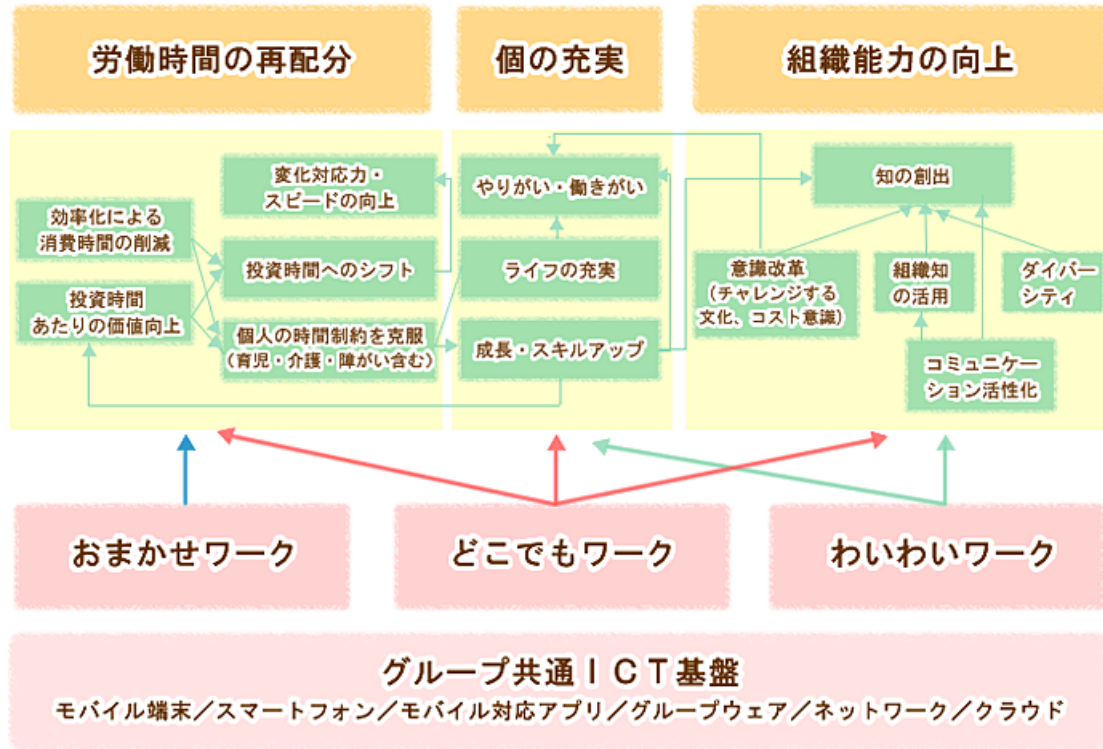 労働時間の再配分
個の充実
組織能力の向上
変化対応力・
スピードの向上
効率化による
消費時間の削減
投資時間へのシフト
投資時間
あたりの価値向上
個人の時間制約を克服
(育児・介護・障がい含む)
やりがい・働きがい
ライフの充実
成長・スキルアップ
知の創出
意識改革
(チャレンジする
文化、コスト意識)
組織知
の活用
ダイバー
シティ
コミュニケー
ション活性化
おまかせワーク
どこでもワーク
わいわいワーク
グループ共通ICT基盤
モバイル端末／スマートフォン／モバイル対応アプリ／グループウェア／ネットワーク／クラウド